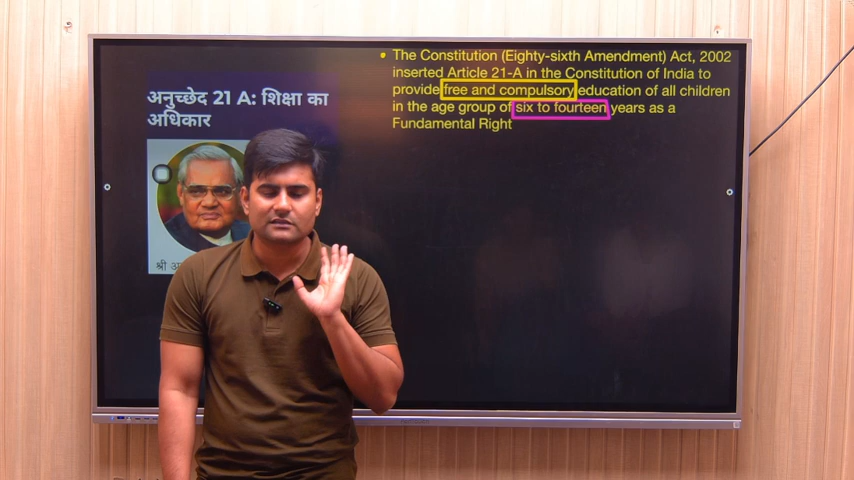 अनुच्छेद 21 A: शिक्षा का
अधिकार
श्री
• The Constitution (Eighty-sixth Amendment) Act, 2002
inserted Article 21-A in the Constitution of India to
provide free and compulsory education of all children
in the age group of six to fourteen years as a
Fundamental Right